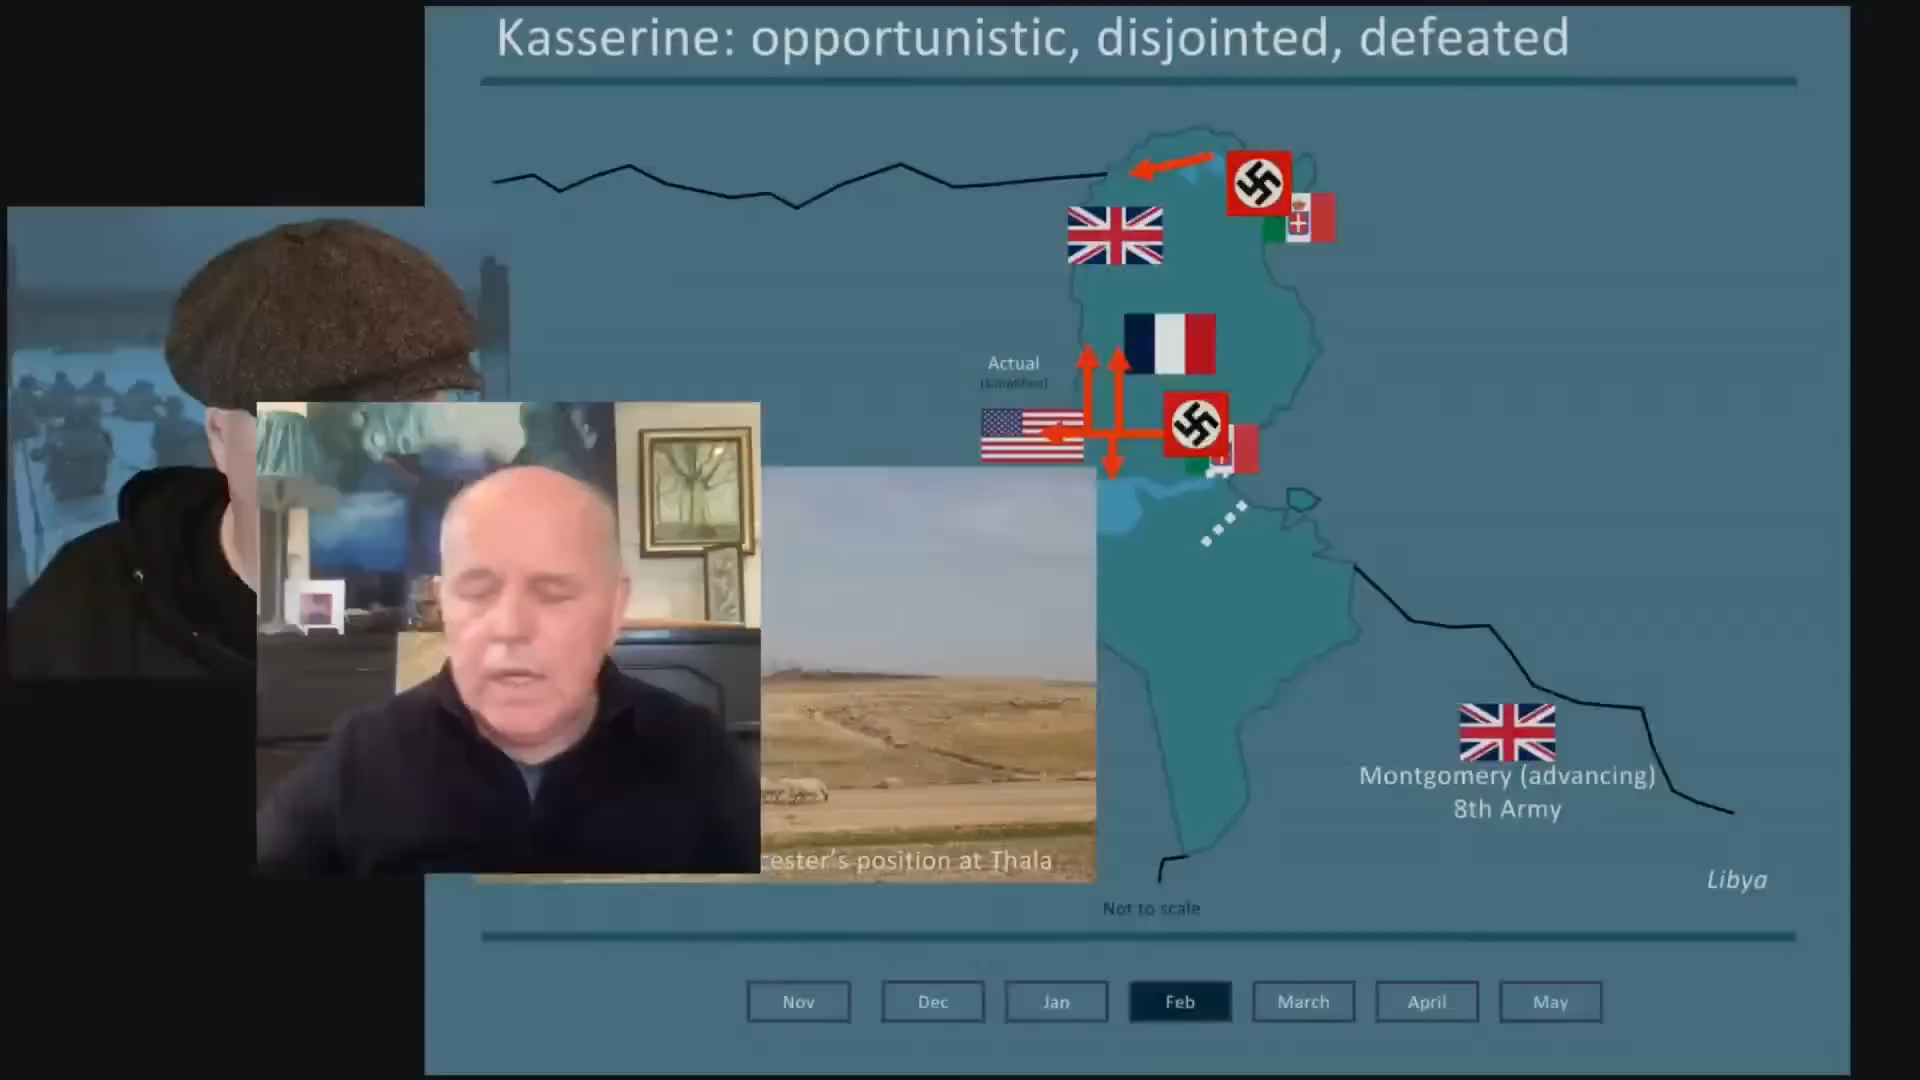 Kasserine: opportunistic, disjointed, defeated
Actual
(simplified)
cester's position at Thala
Montgomery (advancing)
8th Army
Libya
Not to scale
Nov
Dec
Jan
Feb
March
April
May